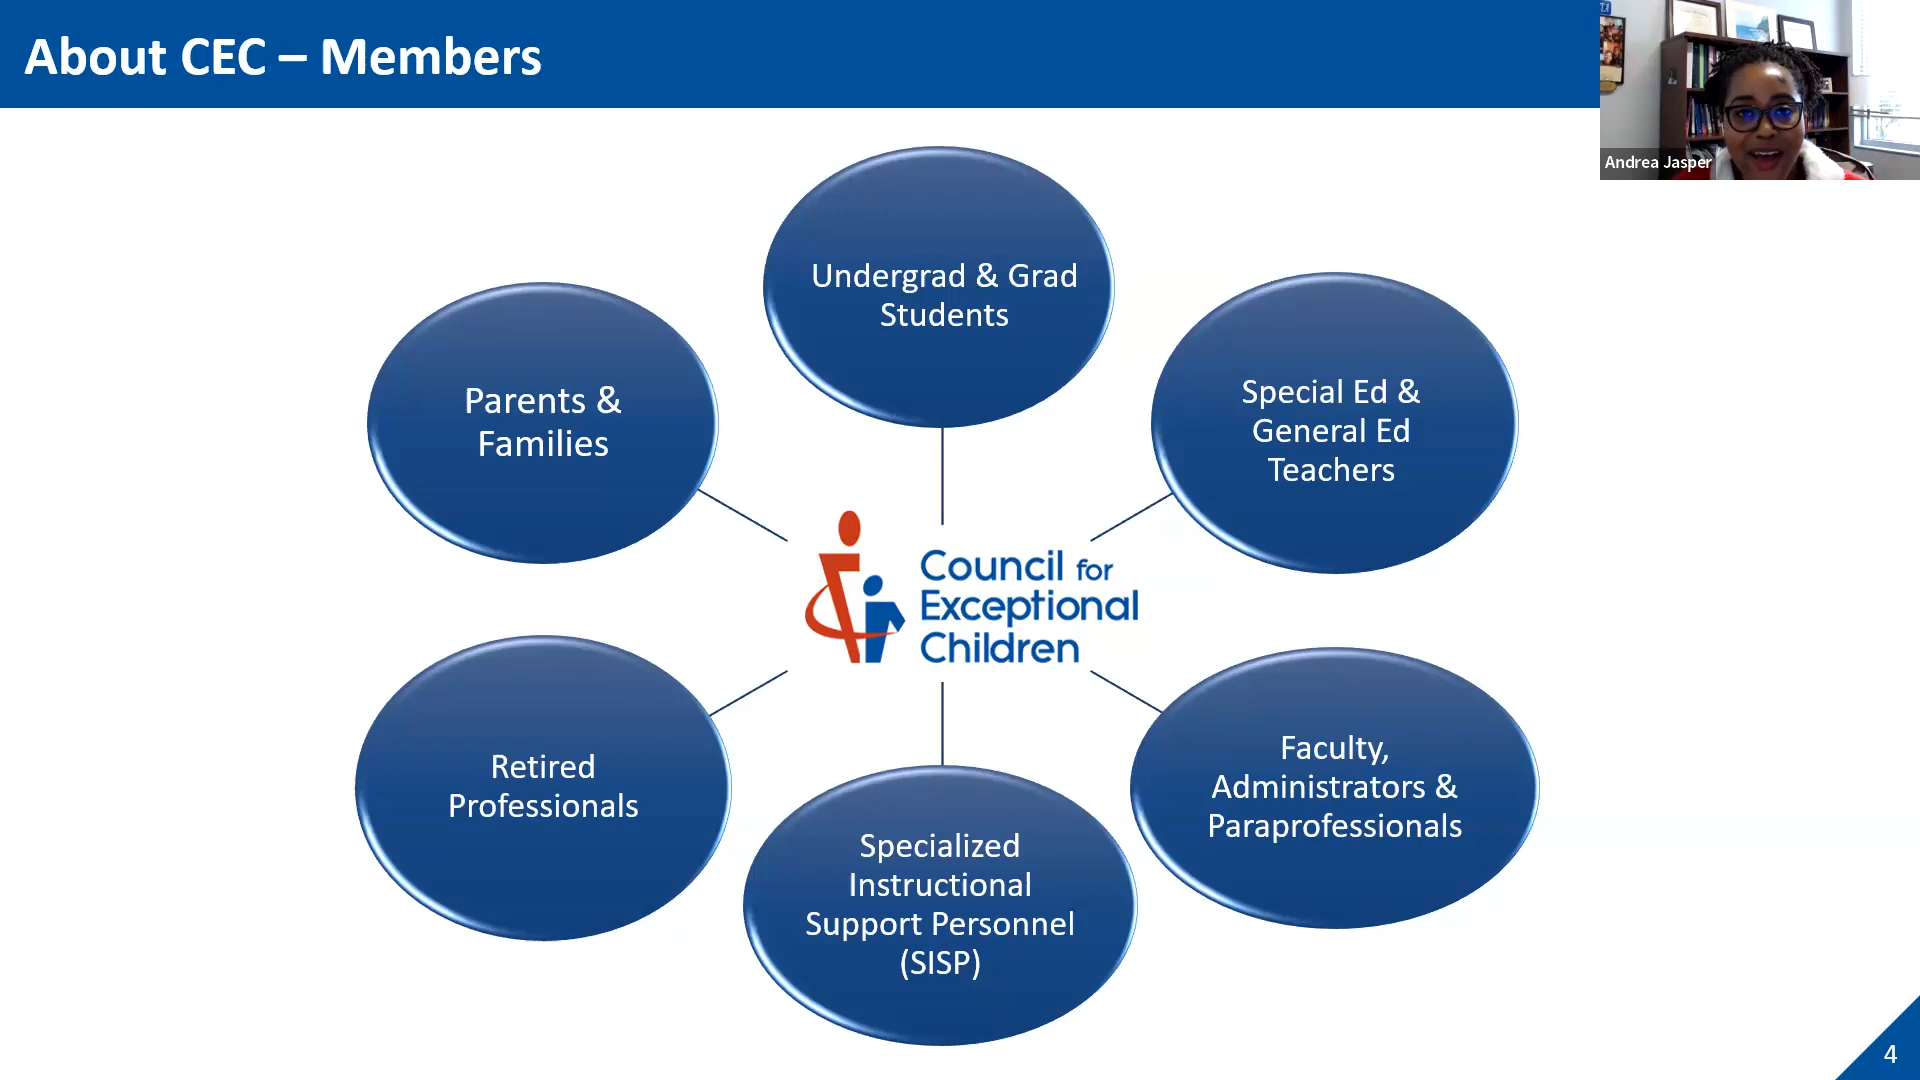 About CEC – Members
Andrea Jasper
Undergrad & Grad
Students
Parents &
Families
Special Ed &
General Ed
Teachers
Council for
Exceptional
Children
Retired
Professionals
Faculty,
Administrators &
Paraprofessionals
Specialized
Instructional
Support Personnel
(SISP)
4